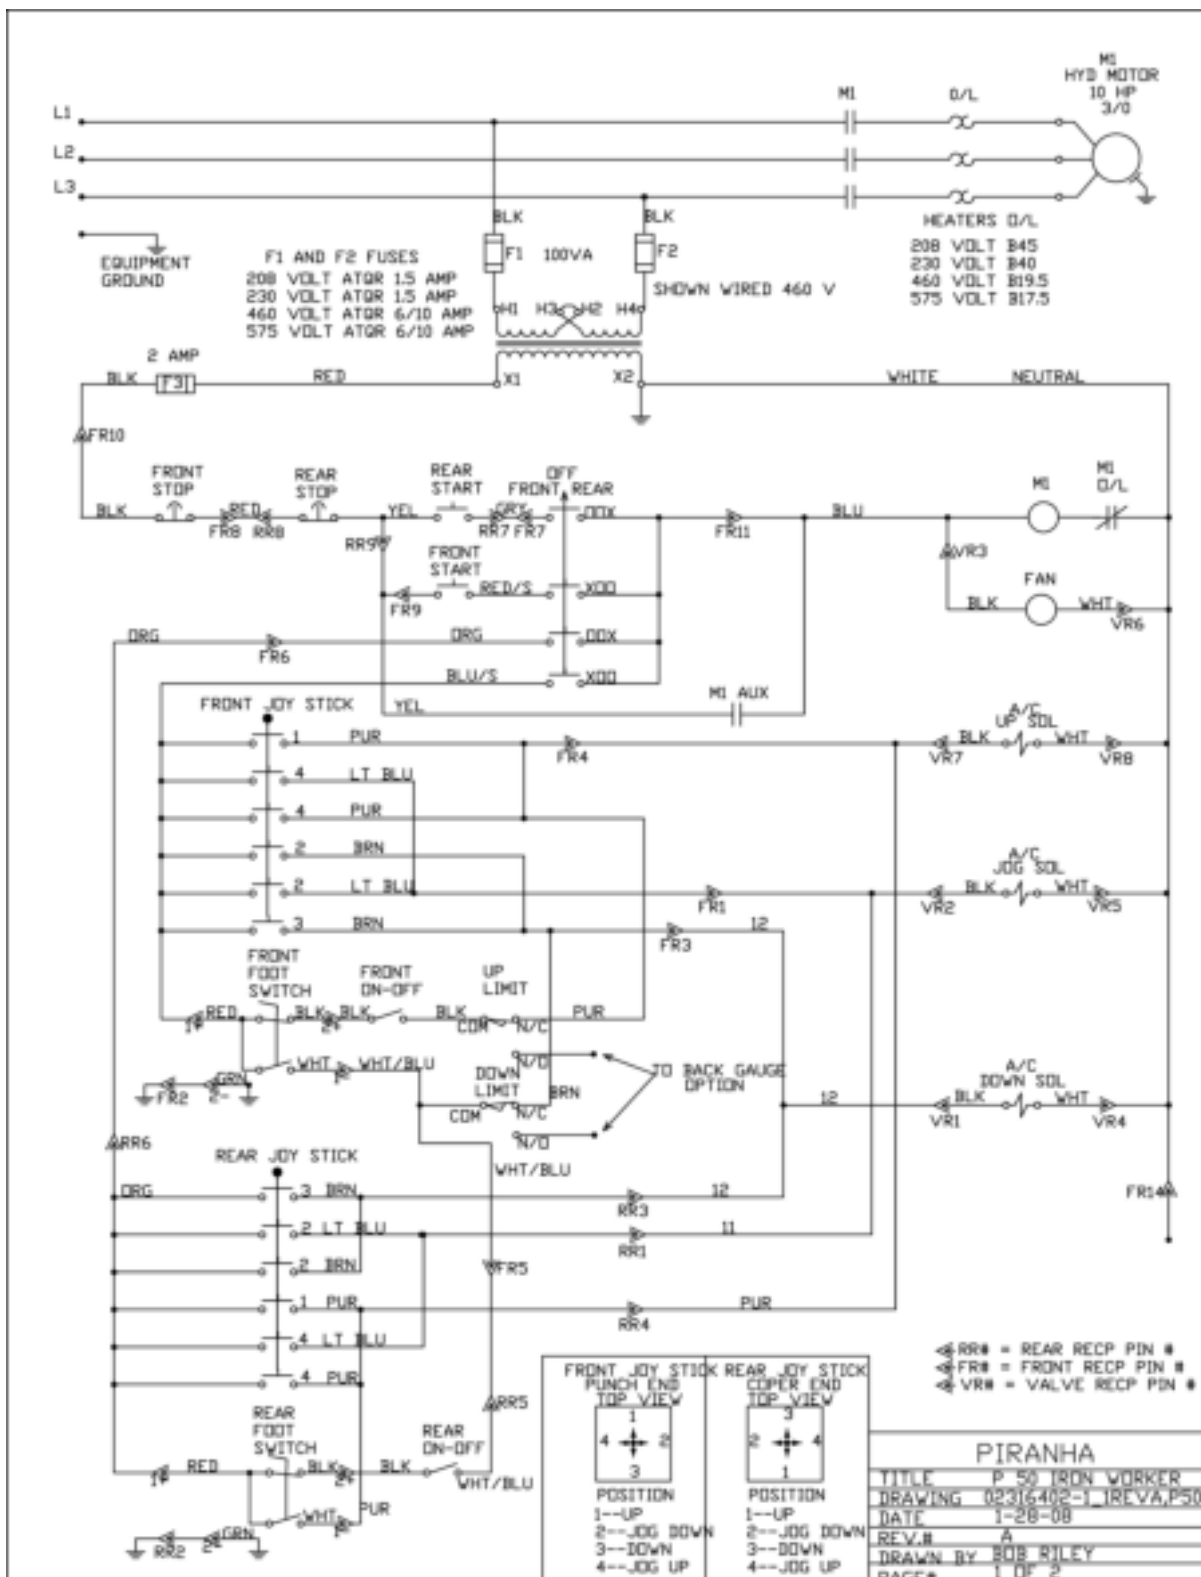 M1
HYD MOTOR
10 HP
3/0
M1
O/L
L1
L2
L3
BLK
BLK
HEATERS O/L
208 VOLT B45
230 VOLT B40
460 VOLT B19.5
575 VOLT B17.5
EQUIPMENT
GROUND
F1 AND F2 FUSES
208 VOLT ATQR 1.5 AMP
230 VOLT ATQR 1.5 AMP
460 VOLT ATQR 6/10 AMP
575 VOLT ATQR 6/10 AMP
F1 100VA F2
SHOWN WIRED 460 V
H1 H3 H2 H4
2 AMP
BLK F3 RED X1 X2 WHITE NEUTRAL
FR10
FRONT
STOP
REAR
STOP
REAR
START
OFF
FRONT REAR
M1
M1
O/L
BLK RED YEL GRY OOX BLU
FR8 RR8 RR9 RR7 FR7 FR11
VR3
FRONT
START
FAN
FR9 RED/S XOO BLK WHT
VR6
ORG ORG OOX
FR6
BLU/S XOO
FRONT JOY STICK YEL M1 AUX
A/C
UP SOL
1 PUR BLK WHT
FR4 VR7 VR8
4 LT BLU
4 PUR
2 BRN
A/C
JOG SOL
2 LT BLU BLK WHT
FR1 VR2 VR5
3 BRN 12
FR3
FRONT
FOOT
SWITCH
FRONT
ON-OFF
UP
LIMIT
RED BLK BLK BLK PUR
1+ 2+ COM N/C
N/O
WHT WHT/BLU
DOWN
LIMIT
TO BACK GAUGE
OPTION
A/C
DOWN SOL
GRN
FR2 2- COM N/C BRN 12 BLK WHT
VR1 VR4
N/O
RR6
REAR JOY STICK WHT/BLU
ORG 3 BRN 12 FR14
RR3
2 LT BLU 11
RR1
2 BRN FR5
1 PUR PUR
RR4
4 LT BLU
4 PUR
RR5
REAR
FOOT
SWITCH
REAR
ON-OFF
RED BLK BLK WHT/BLU
1+ 2+
WHT PUR
GRN
RR2 2-
RR# = REAR RECP PIN #
FR# = FRONT RECP PIN #
VR# = VALVE RECP PIN #
FRONT JOY STICK
PUNCH END
TOP VIEW
1
4 2
3
POSITION
1--UP
2--JOG DOWN
3--DOWN
4--JOG UP
REAR JOY STICK
COPER END
TOP VIEW
3
2 4
1
POSITION
1--UP
2--JOG DOWN
3--DOWN
4--JOG UP
PIRANHA
TITLE P 50 IRON WORKER
DRAWING 02316402-1_1REVA,P50
DATE 1-28-08
REV.# A
DRAWN BY BOB RILEY
PAGE# 1 OF 2